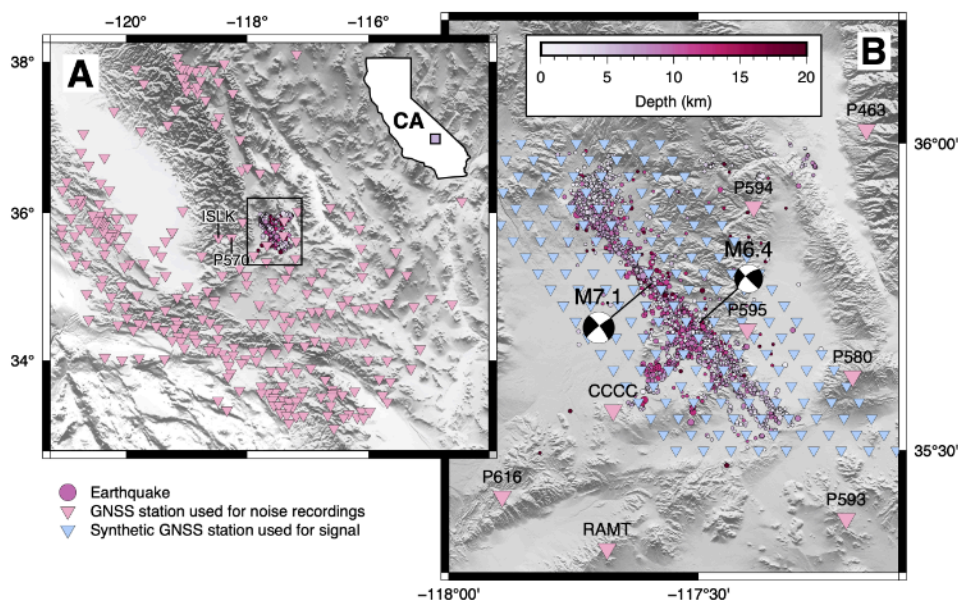 −120°
−118°
−116°
38°
36°
34°
A
CA
ISLK
P570
B
0
5
10
15
20
Depth (km)
P463
36°00'
P594
M6.4
M7.1
P595
P580
CCCC
35°30'
P616
P593
RAMT
−118°00'
−117°30'
Earthquake
GNSS station used for noise recordings
Synthetic GNSS station used for signal